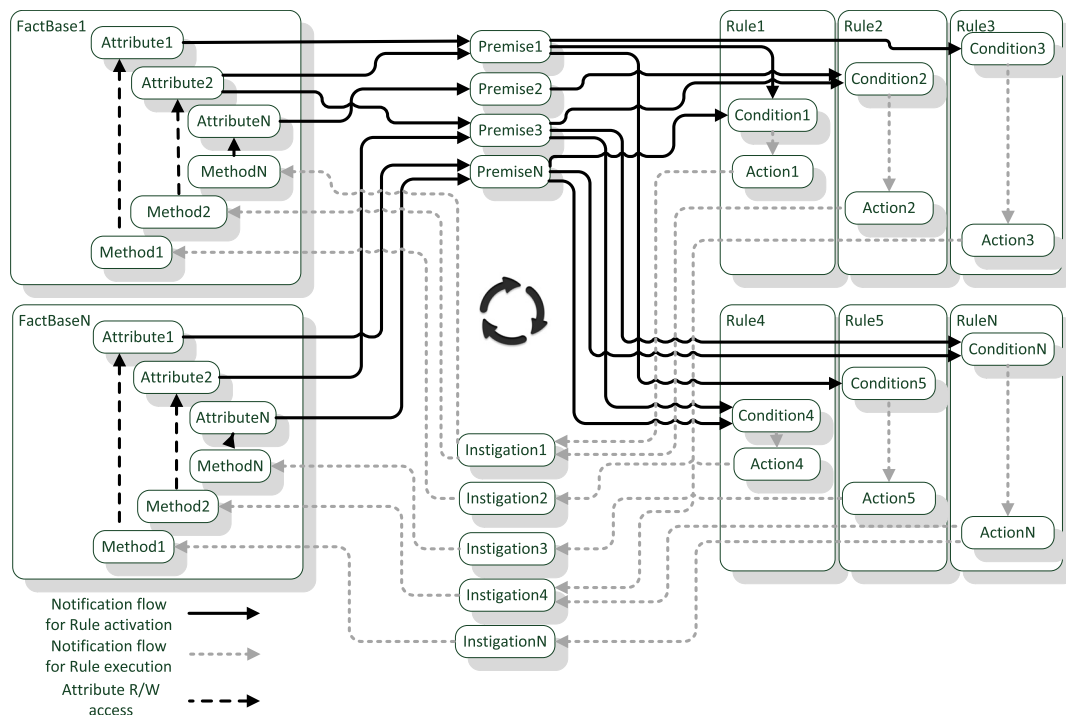 FactBase1
Attribute1
Attribute2
AttributeN
MethodN
Method2
Method1
FactBaseN
Attribute1
Attribute2
AttributeN
MethodN
Method2
Method1
Premise1
Premise2
Premise3
PremiseN
Instigation1
Instigation2
Instigation3
Instigation4
InstigationN
Rule1
Condition1
Action1
Rule2
Condition2
Action2
Rule3
Condition3
Action3
Rule4
Condition4
Action4
Rule5
Condition5
Action5
RuleN
ConditionN
ActionN
Notification flow
for Rule activation
Notification flow
for Rule execution
Attribute R/W
access